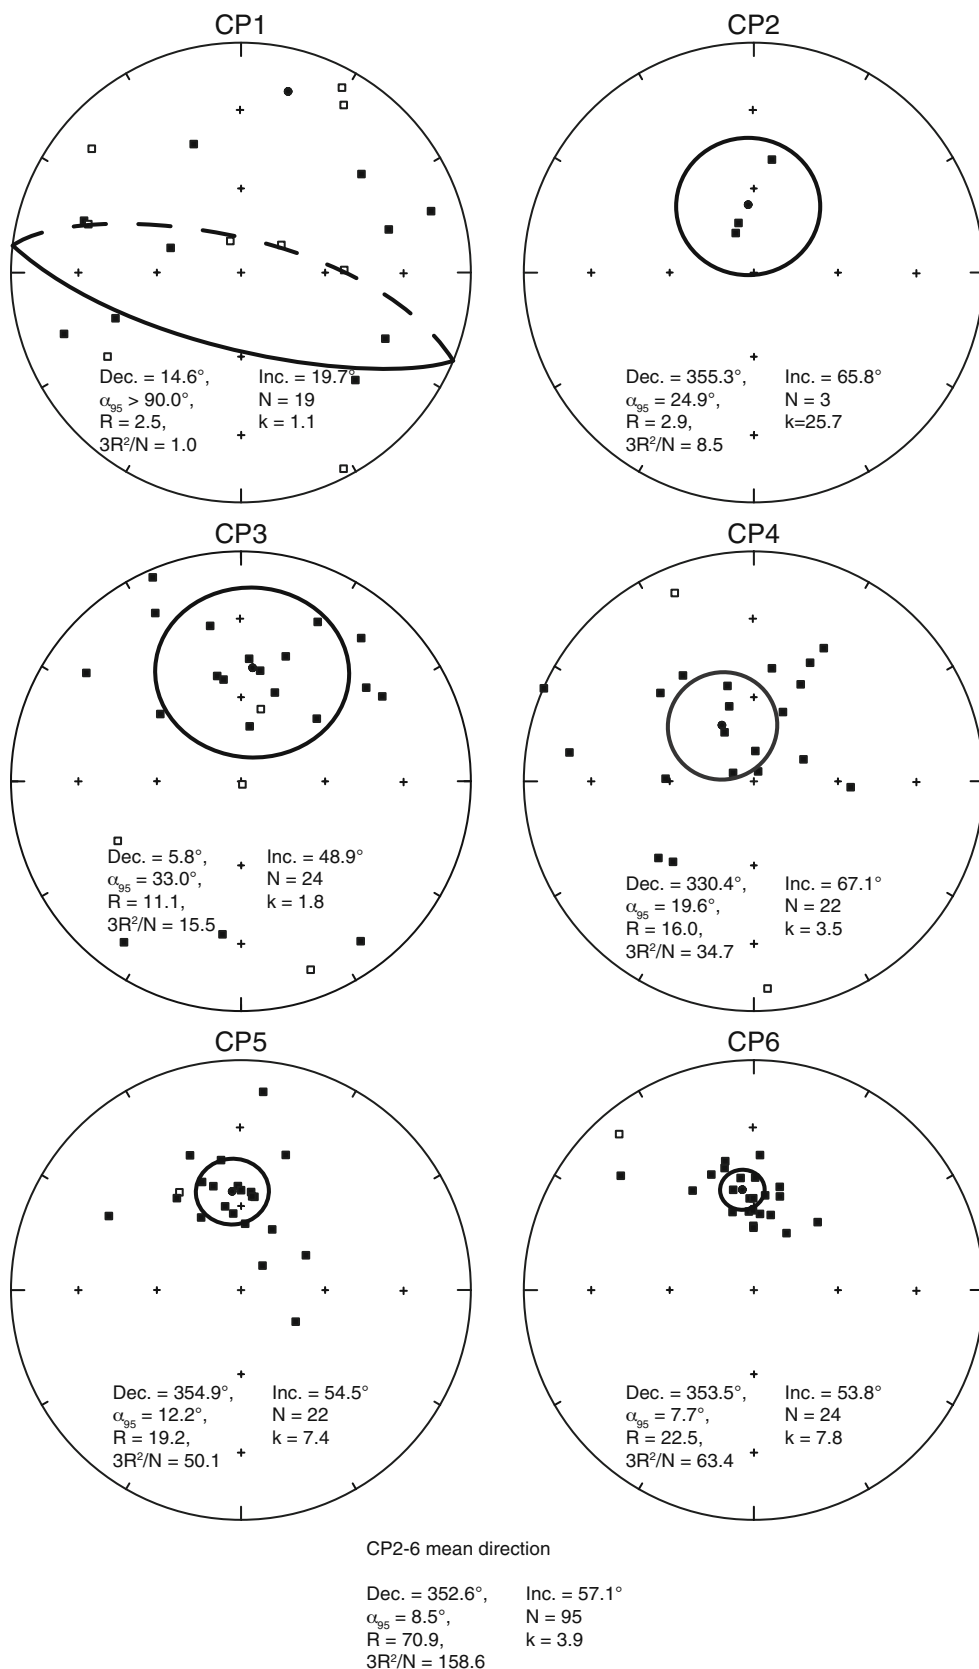 CP1
Dec. = 14.6°, Inc. = 19.7°
α95 > 90.0°, N = 19
R = 2.5, k = 1.1
3R²/N = 1.0
CP2
Dec. = 355.3°, Inc. = 65.8°
α95 = 24.9°, N = 3
R = 2.9, k=25.7
3R²/N = 8.5
CP3
Dec. = 5.8°, Inc. = 48.9°
α95 = 33.0°, N = 24
R = 11.1, k = 1.8
3R²/N = 15.5
CP4
Dec. = 330.4°, Inc. = 67.1°
α95 = 19.6°, N = 22
R = 16.0, k = 3.5
3R²/N = 34.7
CP5
Dec. = 354.9°, Inc. = 54.5°
α95 = 12.2°, N = 22
R = 19.2, k = 7.4
3R²/N = 50.1
CP6
Dec. = 353.5°, Inc. = 53.8°
α95 = 7.7°, N = 24
R = 22.5, k = 7.8
3R²/N = 63.4
CP2-6 mean direction
Dec. = 352.6°, Inc. = 57.1°
α95 = 8.5°, N = 95
R = 70.9, k = 3.9
3R²/N = 158.6